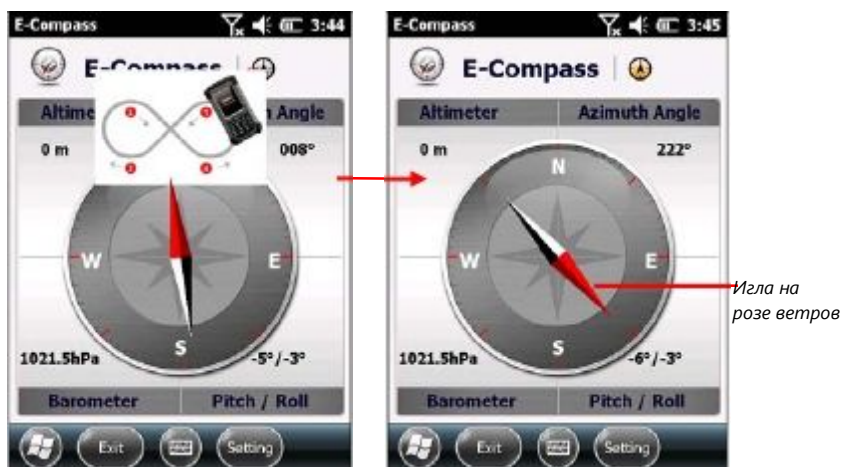 E-Compass 3:44
E-Compass
Altime n Angle
0 m 008°
W E
S
1021.5hPa -5°/-3°
Barometer Pitch / Roll
Exit Setting
E-Compass 3:45
E-Compass
Altimeter Azimuth Angle
0 m 222°
N
W E
S
1021.5hPa -6°/-3°
Barometer Pitch / Roll
Exit Setting
Игла на
розе ветров